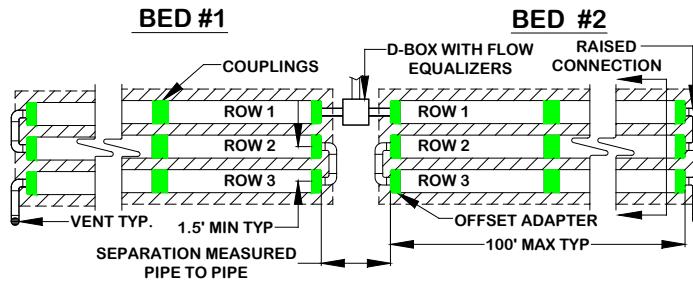 BED #1
BED #2
COUPLINGS
D-BOX WITH FLOW
EQUALIZERS
RAISED
CONNECTION
ROW 1
ROW 1
ROW 2
ROW 2
ROW 3
ROW 3
VENT TYP.
1.5' MIN TYP
OFFSET ADAPTER
100' MAX TYP
SEPARATION MEASURED
PIPE TO PIPE